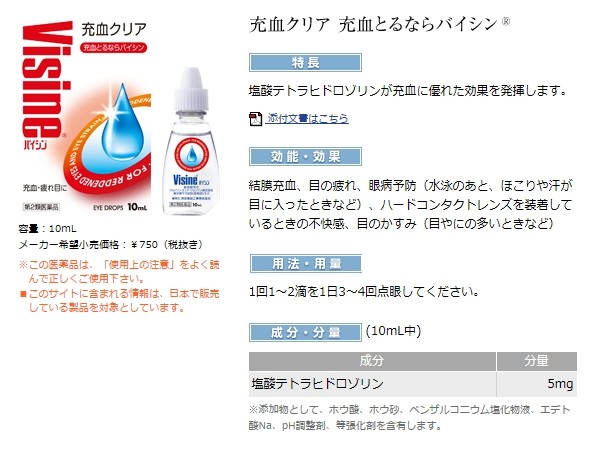 Visine®
バイシン
充血クリア
充血とるならバイシン
FOR REDDENED EYES AND EYE STRAIN
充血・疲れ目に
第2類医薬品
EYE DROPS 10mL
Visine バイシン
第2類医薬品
10mL
容量：10mL
メーカー希望小売価格：￥750（税抜き）
※この医薬品は、「使用上の注意」をよく読
んで正しくご使用下さい。
■このサイトに含まれる情報は、日本で販売
している製品を対象としています。
充血クリア 充血とるならバイシン®
特長
塩酸テトラヒドロゾリンが充血に優れた効果を発揮します。
添付文書はこちら
効能・効果
結膜充血、目の疲れ、眼病予防（水泳のあと、ほこりや汗が
目に入ったときなど）、ハードコンタクトレンズを装着して
いるときの不快感、目のかすみ（目やにの多いときなど）
用法・用量
1回1～2滴を1日3～4回点眼してください。
成分・分量 (10mL中)
成分 分量
塩酸テトラヒドロゾリン 5mg
※添加物として、ホウ酸、ホウ砂、ベンザルコニウム塩化物液、エデト
酸Na、pH調整剤、等張化剤を含有します。